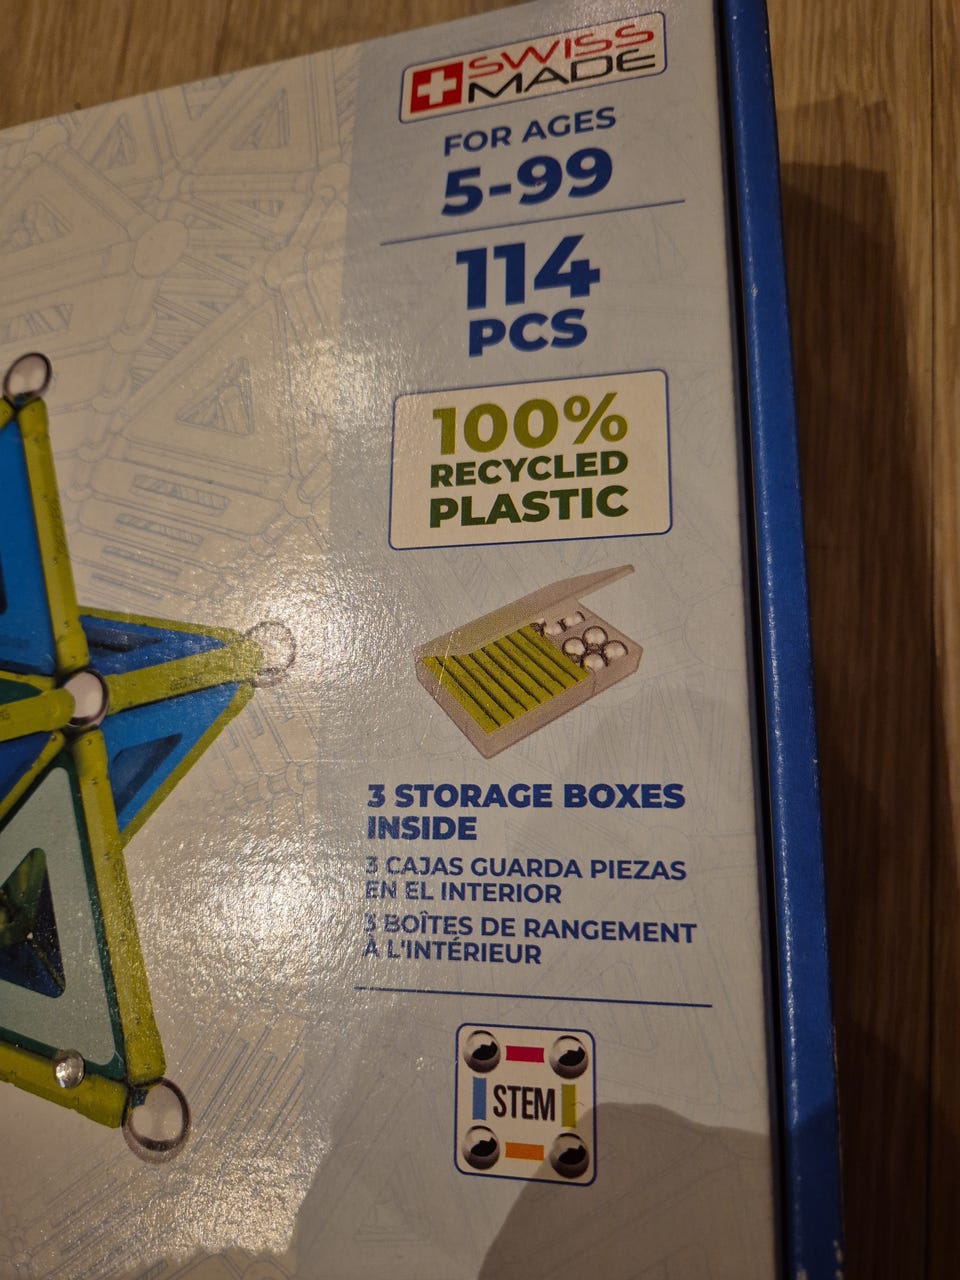 SWISS
MADE
FOR AGES
5-99
114
PCS
100%
RECYCLED
PLASTIC
3 STORAGE BOXES
INSIDE
3 CAJAS GUARDA PIEZAS
EN EL INTERIOR
3 BOÎTES DE RANGEMENT
À L'INTÉRIEUR
STEM